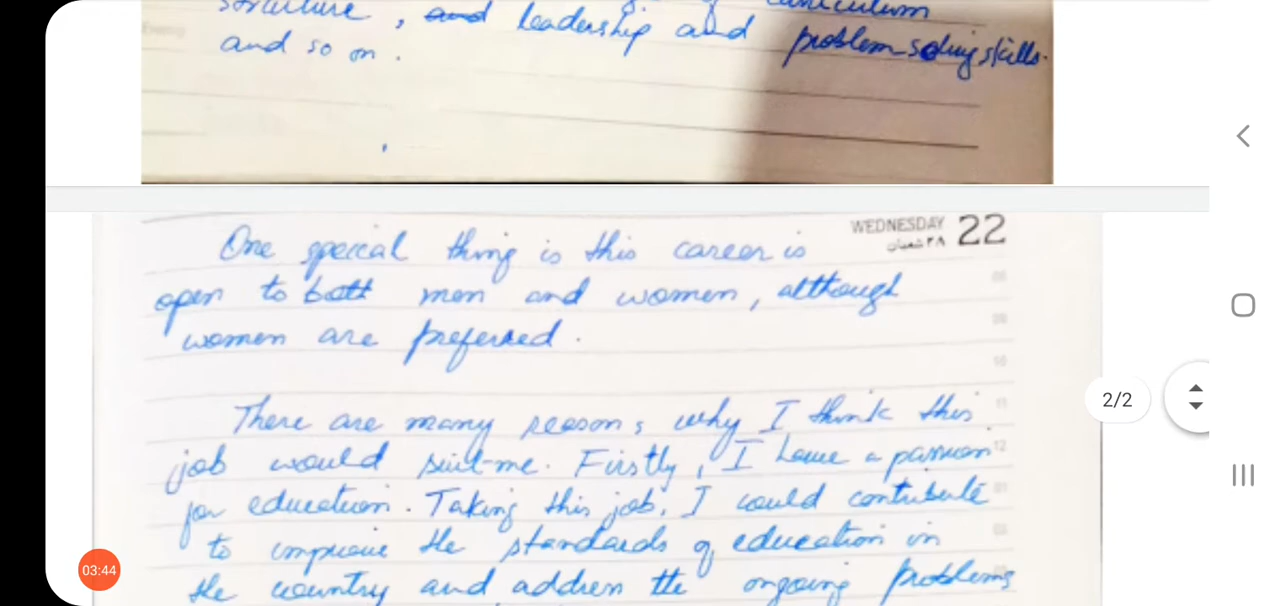 structure, and leadership and problem solving skills.
and so on.
WEDNESDAY 22
٢٨ شعبان
One special thing is this career is
open to both men and women, although
women are preferred.
There are many reasons why I think this
job would suit me. Firstly, I have a passion
for education. Taking this job, I could contribute
to improve the standards of education in
the country and address the ongoing problems
2/2
03:44